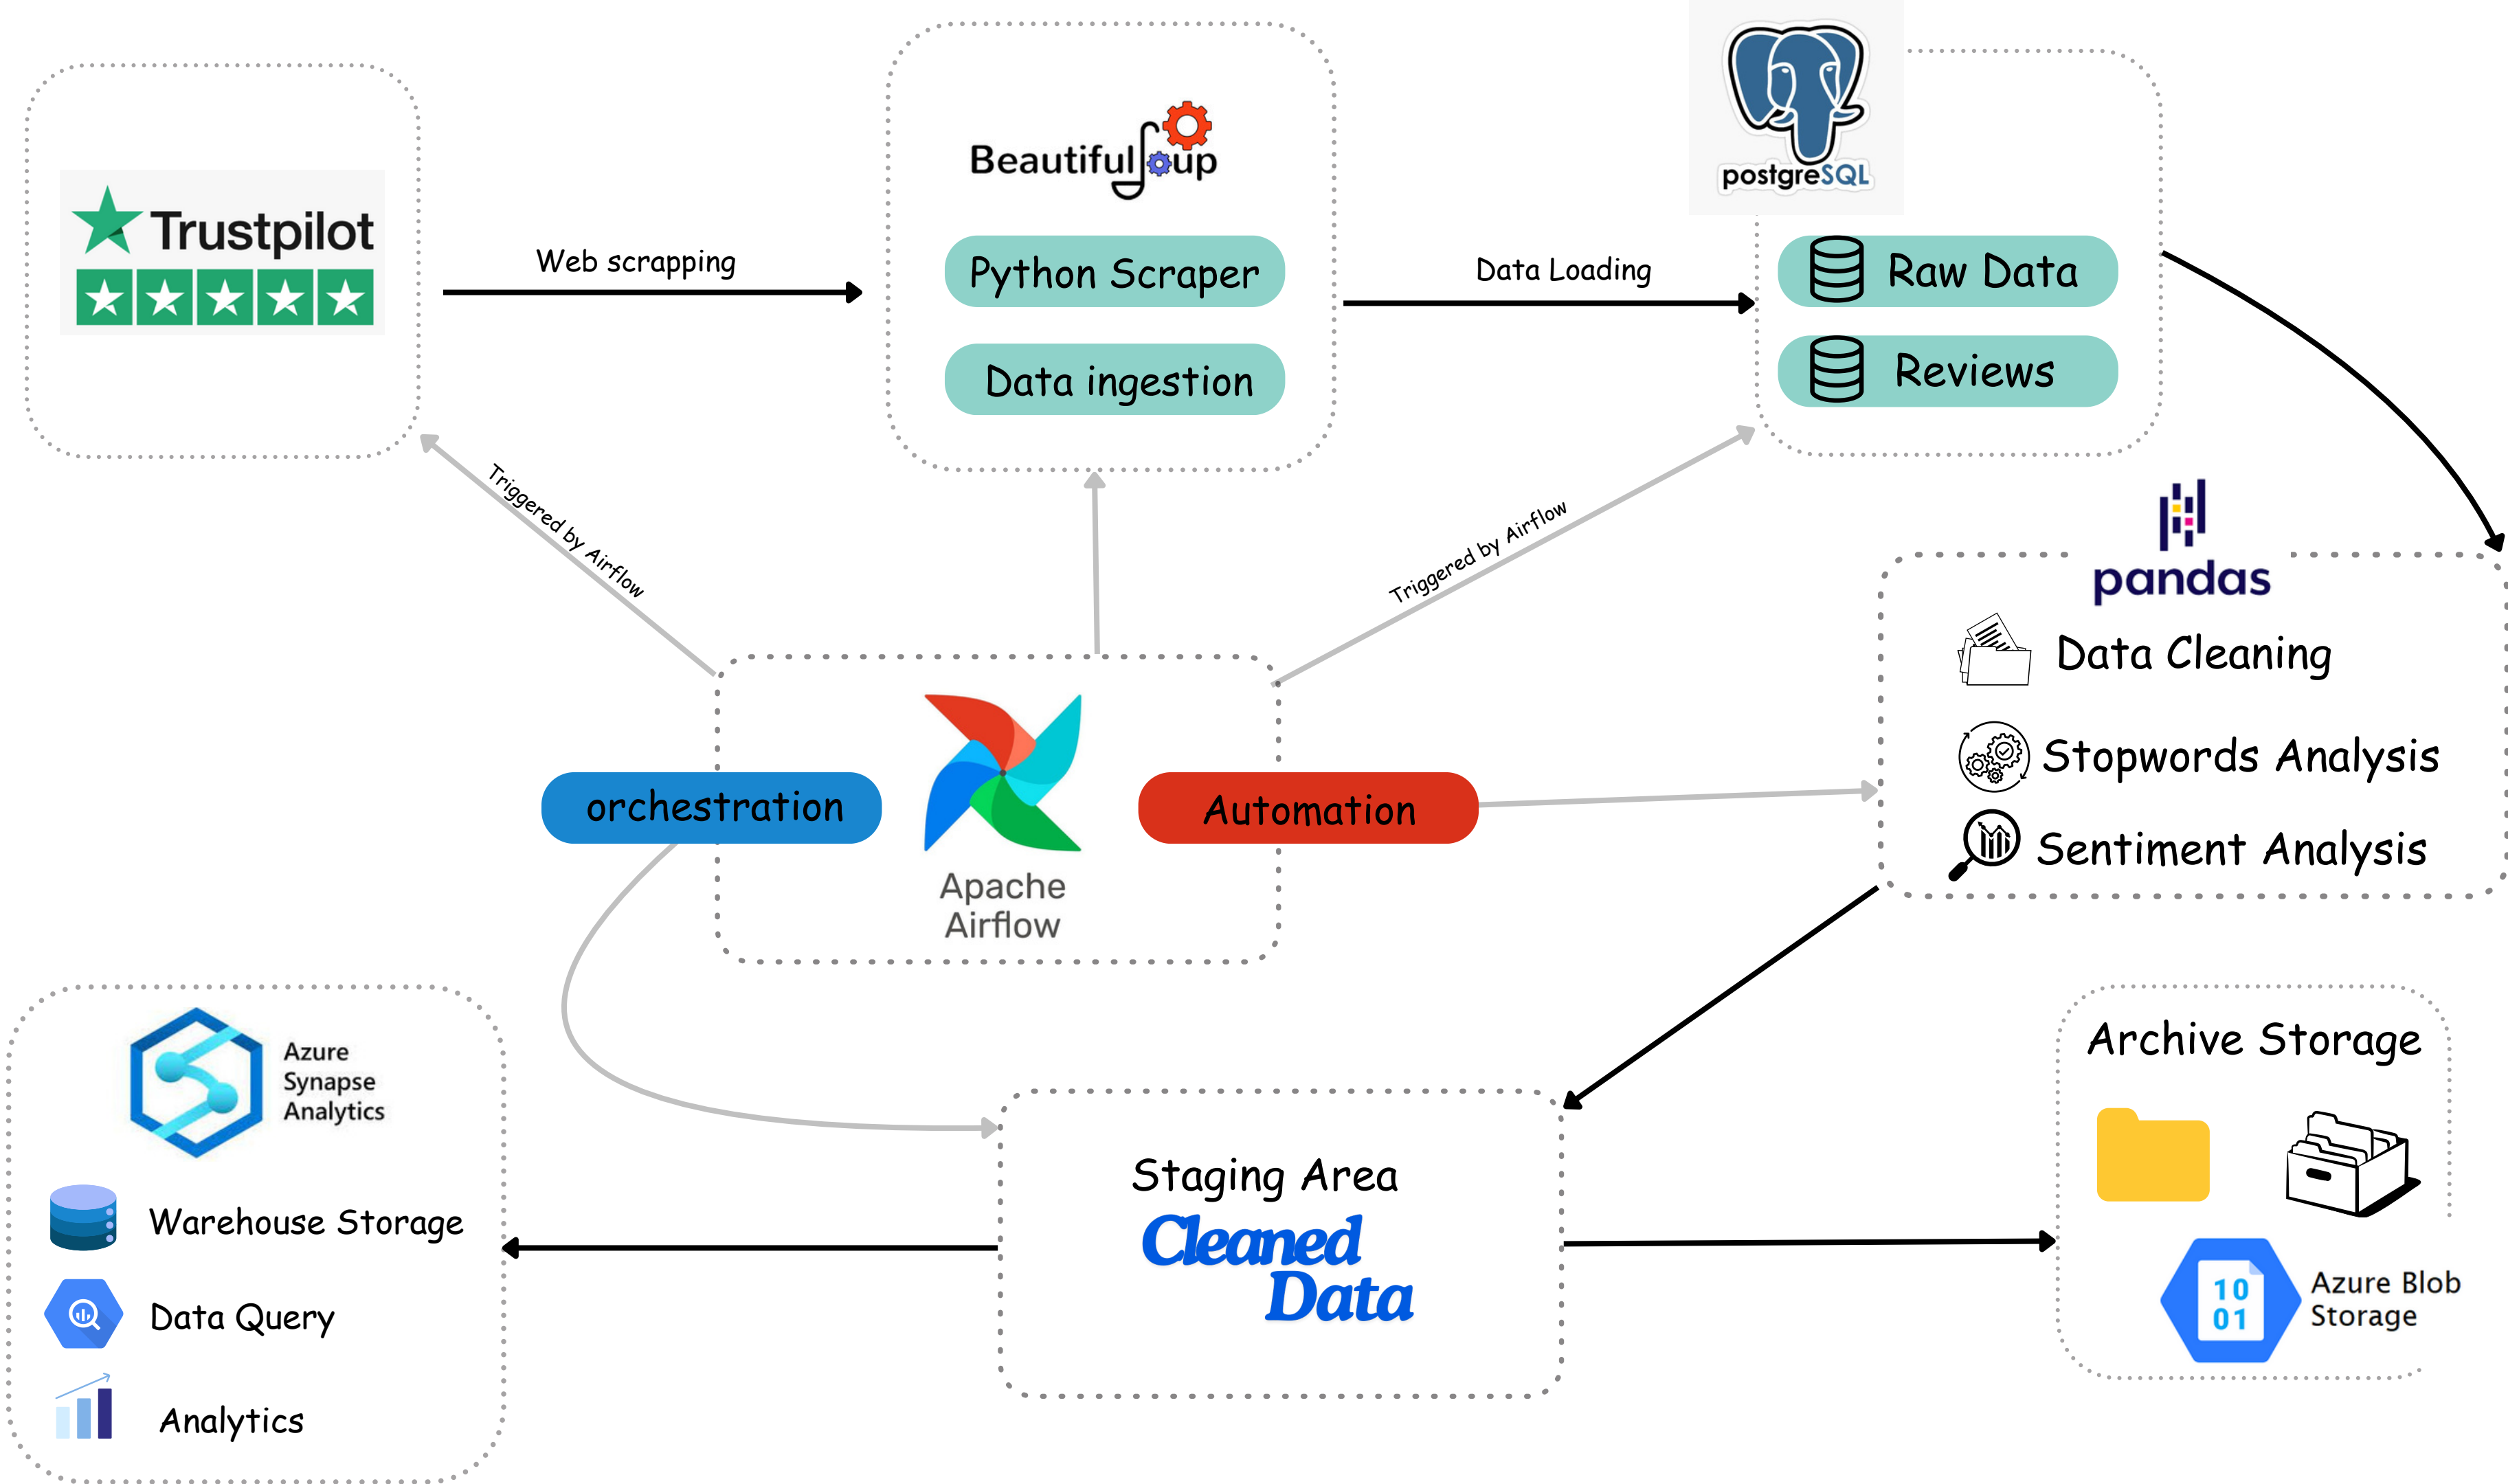 Trustpilot
Web scrapping
Beautiful Soup
Python Scraper
Data ingestion
Data Loading
postgreSQL
Raw Data
Reviews
Triggered by Airflow
Triggered by Airflow
pandas
Data Cleaning
Stopwords Analysis
Sentiment Analysis
orchestration
Automation
Apache
Airflow
Azure
Synapse
Analytics
Warehouse Storage
Data Query
Analytics
Staging Area
Cleaned
Data
Archive Storage
10
01
Azure Blob
Storage